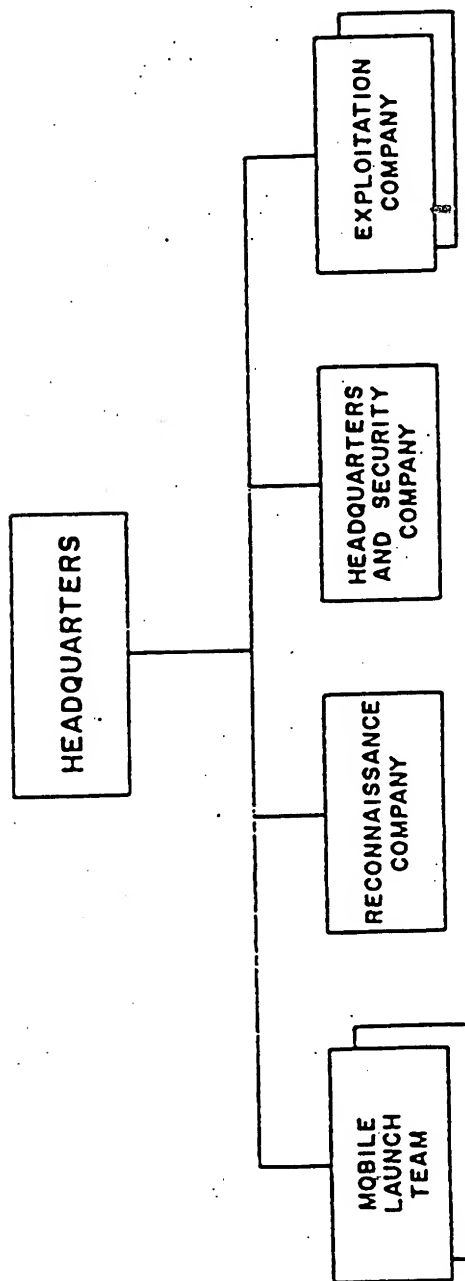 HEADQUARTERS
MOBILE
LAUNCH
TEAM
RECONNAISSANCE
COMPANY
HEADQUARTERS
AND SECURITY
COMPANY
EXPLOITATION
COMPANY